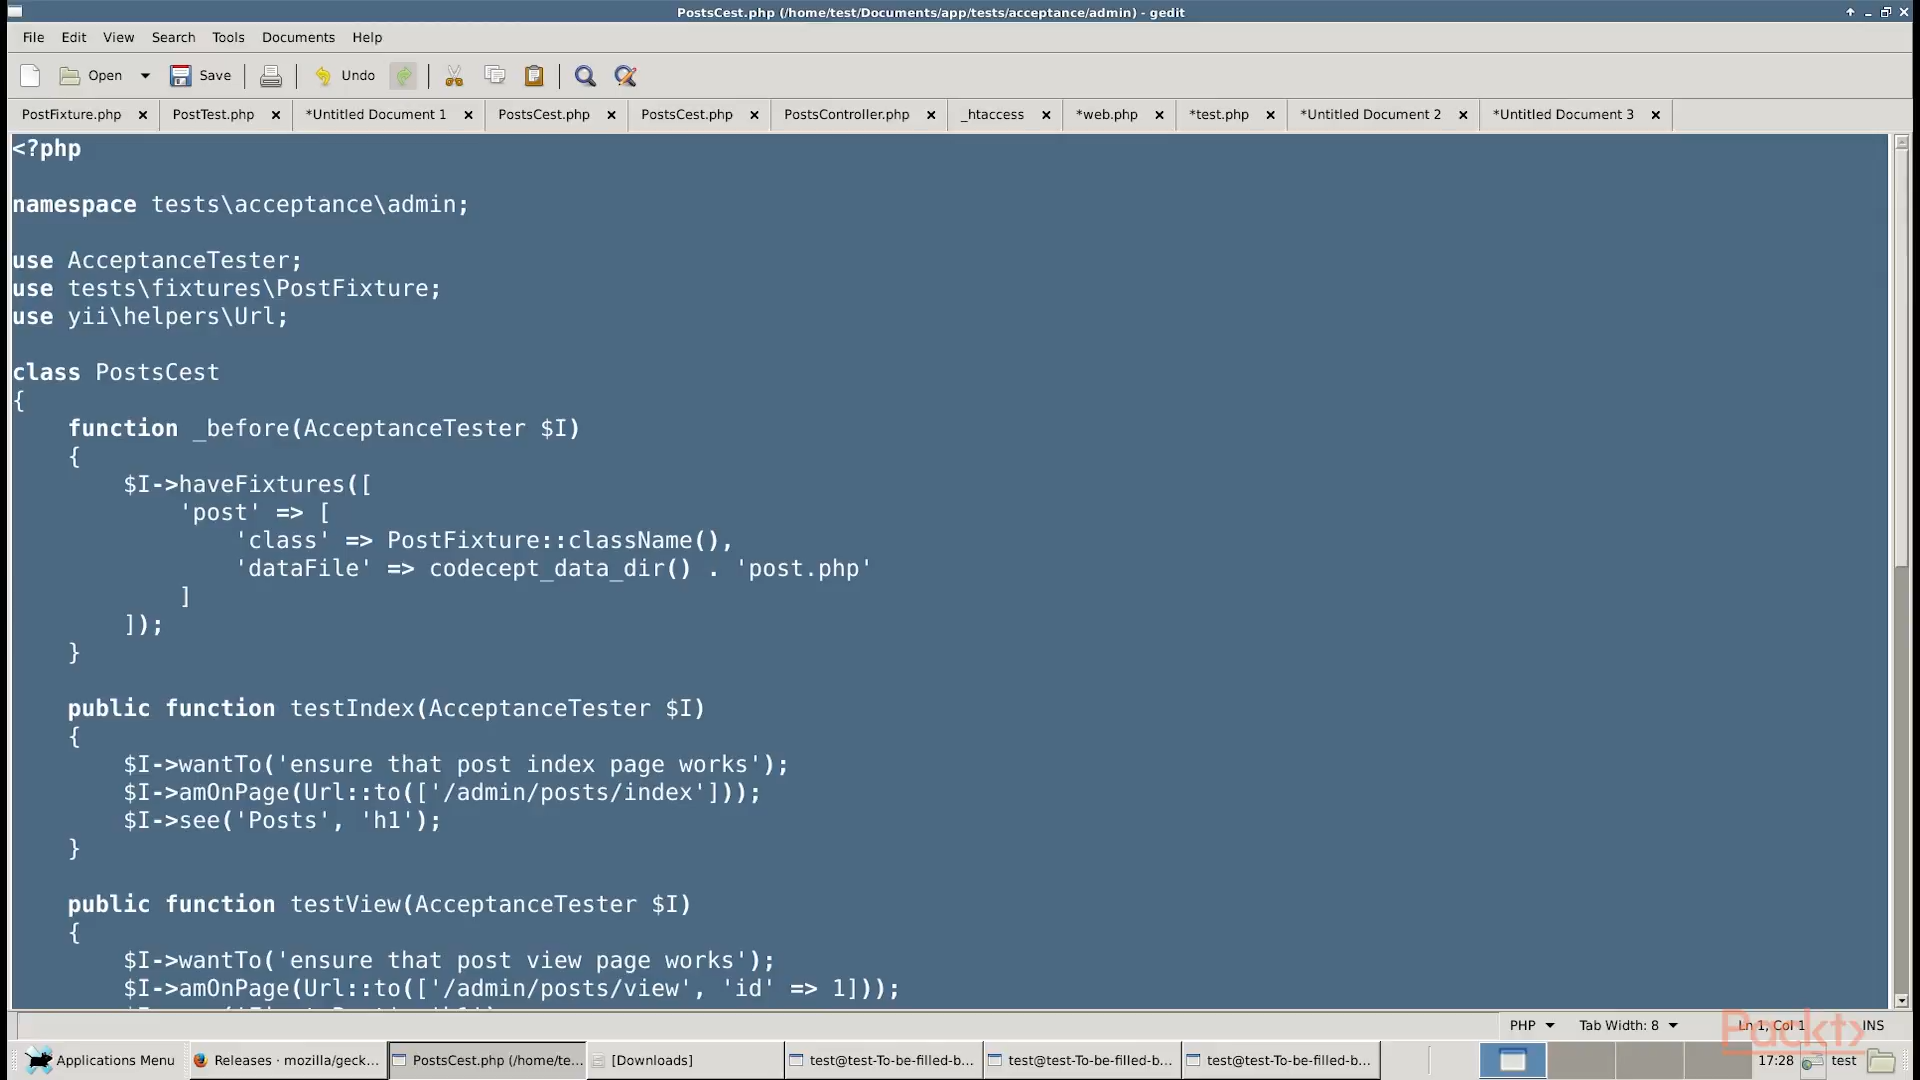 PostsCest.php (/home/test/Documents/app/tests/acceptance/admin) - gedit
File Edit View Search Tools Documents Help
Open Save Undo
PostFixture.php PostTest.php *Untitled Document 1 PostsCest.php PostsCest.php PostsController.php _htaccess *web.php *test.php *Untitled Document 2 *Untitled Document 3
<?php
namespace tests\acceptance\admin;
use AcceptanceTester;
use tests\fixtures\PostFixture;
use yii\helpers\Url;
class PostsCest
{
function _before(AcceptanceTester $I)
{
$I->haveFixtures([
'post' => [
'class' => PostFixture::className(),
'dataFile' => codecept_data_dir() . 'post.php'
]
]);
}
public function testIndex(AcceptanceTester $I)
{
$I->wantTo('ensure that post index page works');
$I->amOnPage(Url::to(['/admin/posts/index']));
$I->see('Posts', 'h1');
}
public function testView(AcceptanceTester $I)
{
$I->wantTo('ensure that post view page works');
$I->amOnPage(Url::to(['/admin/posts/view', 'id' => 1]));
PHP Tab Width: 8 Ln 1, Col 1 INS
Packt>
Applications Menu Releases · mozilla/geck... PostsCest.php (/home/te... [Downloads] test@test-To-be-filled-b... test@test-To-be-filled-b... test@test-To-be-filled-b... 17:28 test